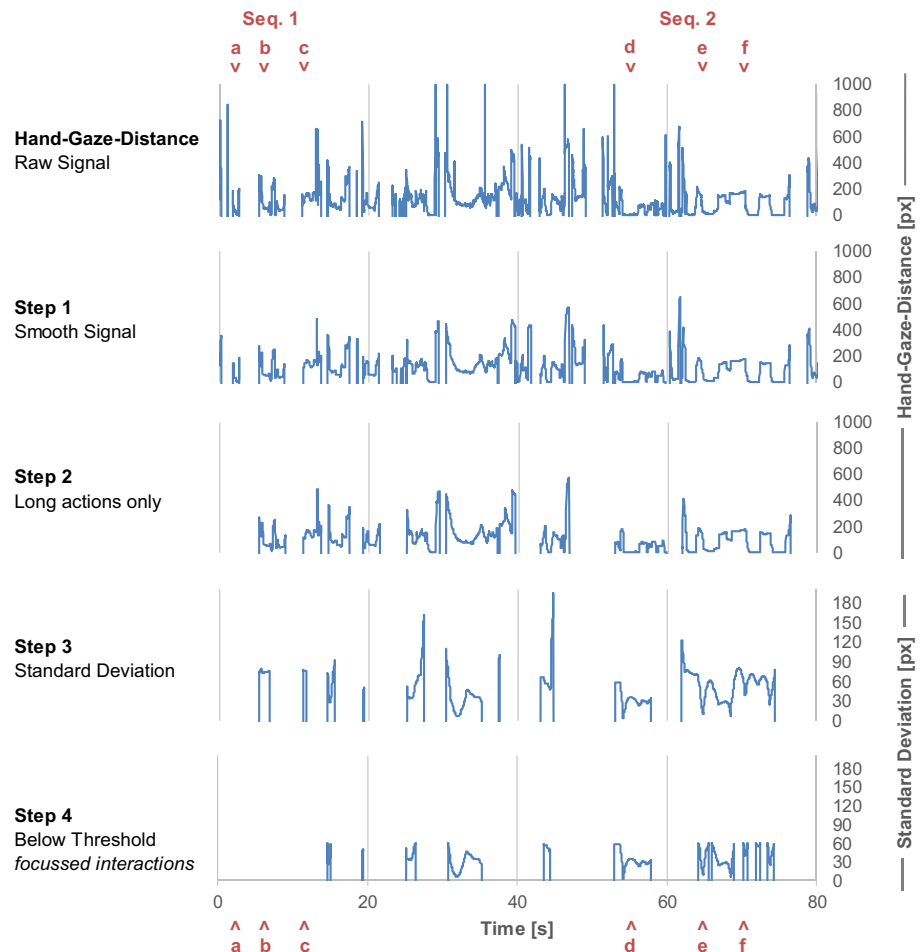 Seq. 1 Seq. 2
a b c d e f
Hand-Gaze-Distance
Raw Signal
1000
800
600
400
200
0
Step 1
Smooth Signal
1000
800
600
400
200
0
Step 2
Long actions only
1000
800
600
400
200
0
Hand-Gaze-Distance [px]
Step 3
Standard Deviation
180
150
120
90
60
30
0
Step 4
Below Threshold
focussed interactions
180
150
120
90
60
30
0
Standard Deviation [px]
0 20 40 60 80
Time [s]
a b c d e f